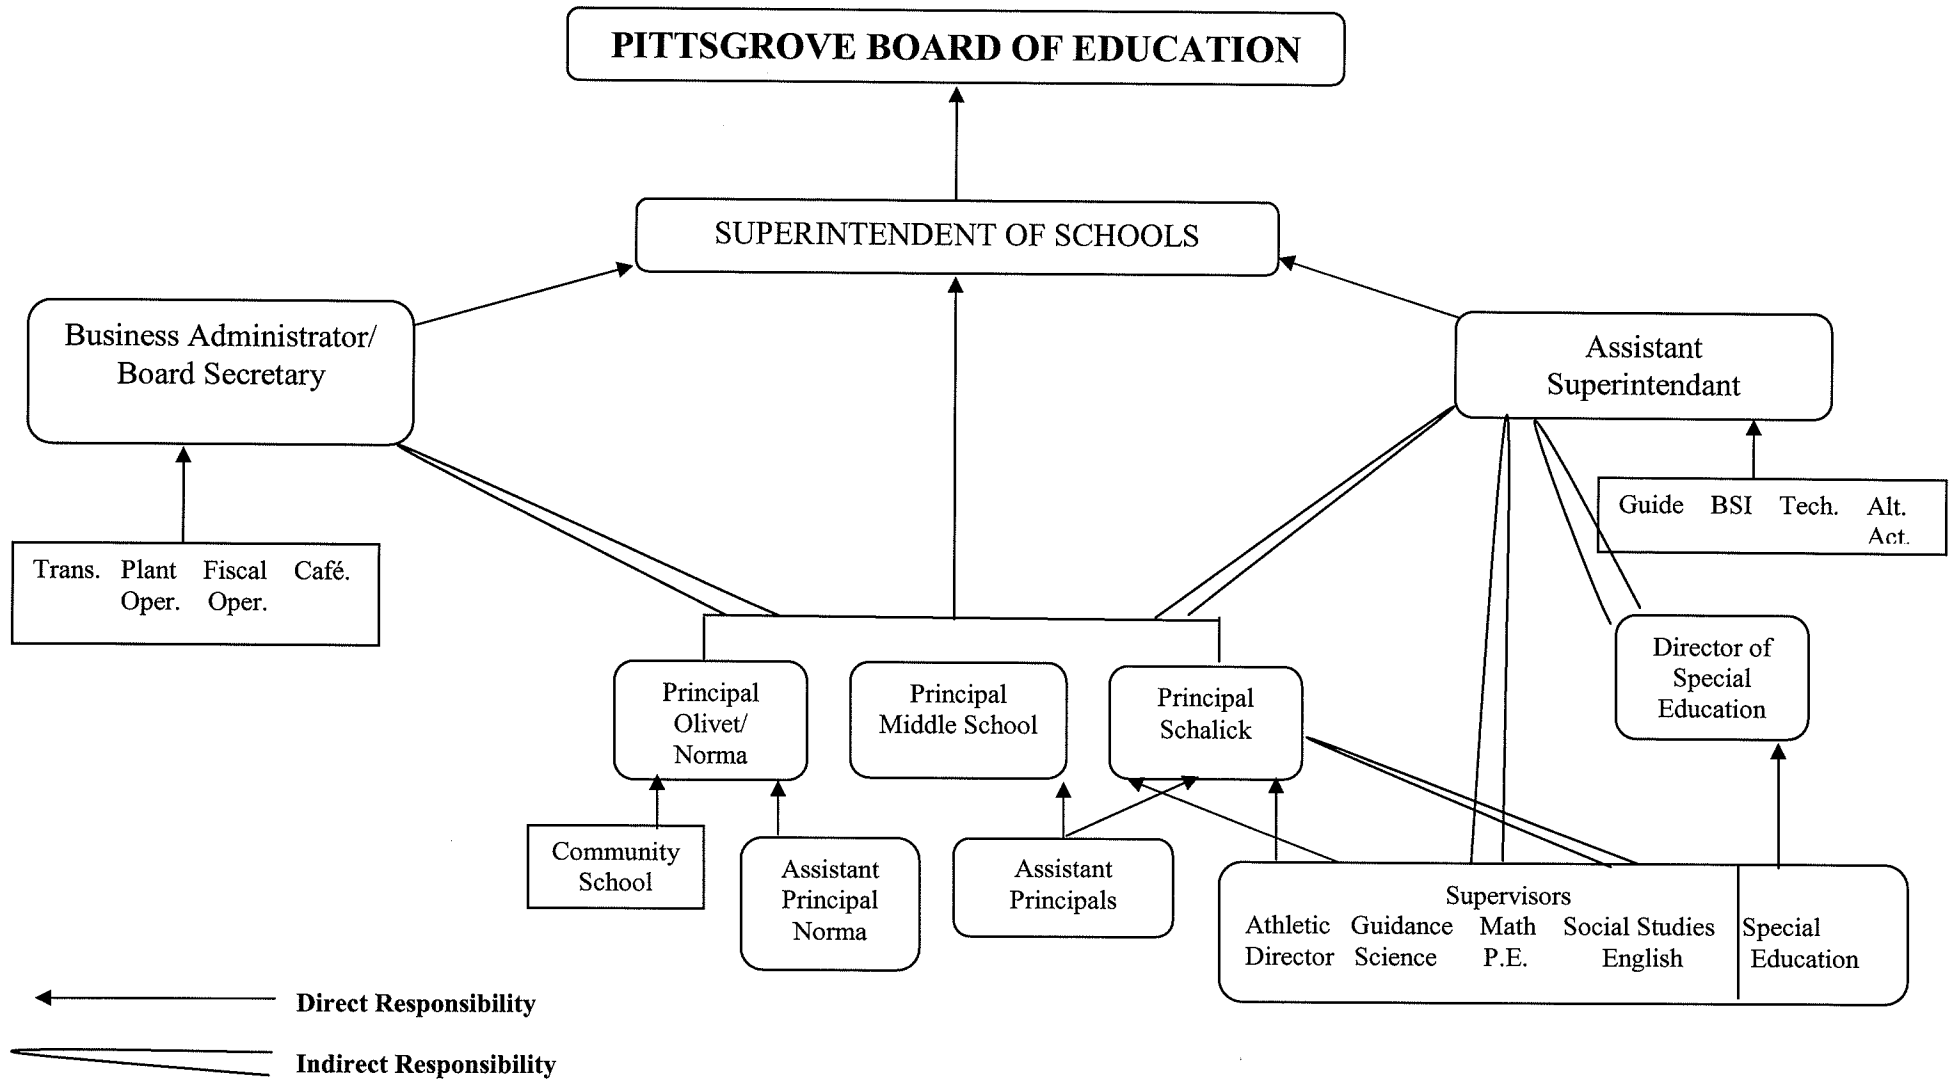 PITTSGROVE BOARD OF EDUCATION
SUPERINTENDENT OF SCHOOLS
Business Administrator/
Board Secretary
Assistant
Superintendant
Guide BSI Tech. Alt.
Act.
Trans. Plant Fiscal Café.
Oper. Oper.
Director of
Special
Education
Principal
Olivet/
Norma
Principal
Middle School
Principal
Schalick
Community
School
Assistant
Principal
Norma
Assistant
Principals
Supervisors
Athletic Guidance Math Social Studies
Director Science P.E. English
Special
Education
Direct Responsibility
Indirect Responsibility